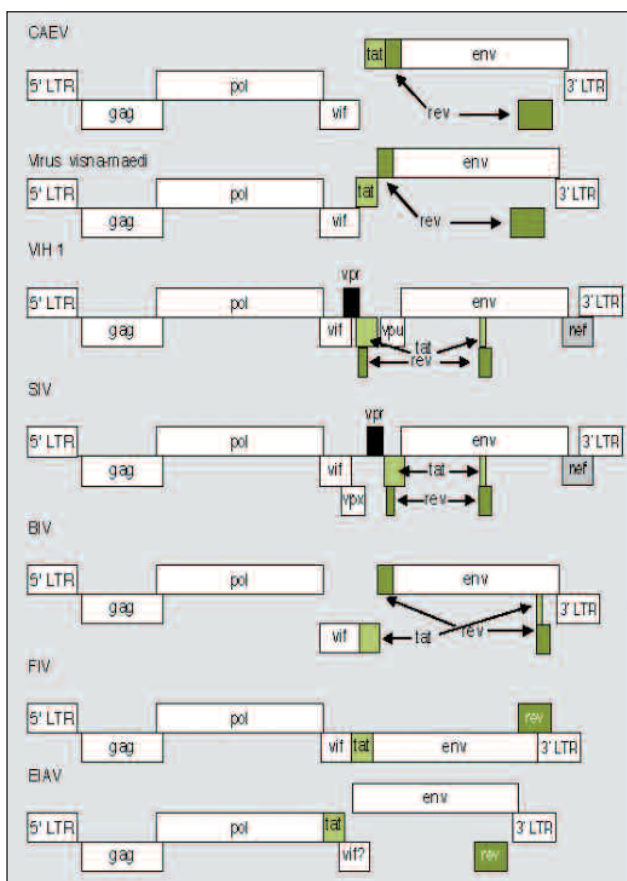 CAEV
tat env
5' LTR pol 3' LTR
gag vif rev
Virus visna-maedi
env
5' LTR pol tat 3' LTR
gag vif rev
VIH 1
vpr
5' LTR pol env 3' LTR
gag vif vpu nef
tat
rev
SIV
vpr
5' LTR pol env 3' LTR
gag vif tat nef
vpx rev
BIV
5' LTR pol env
gag 3' LTR
vif tat rev
FIV
5' LTR pol rev
gag vif tat env 3' LTR
EIAV
env
5' LTR pol tat 3' LTR
gag vif? rev